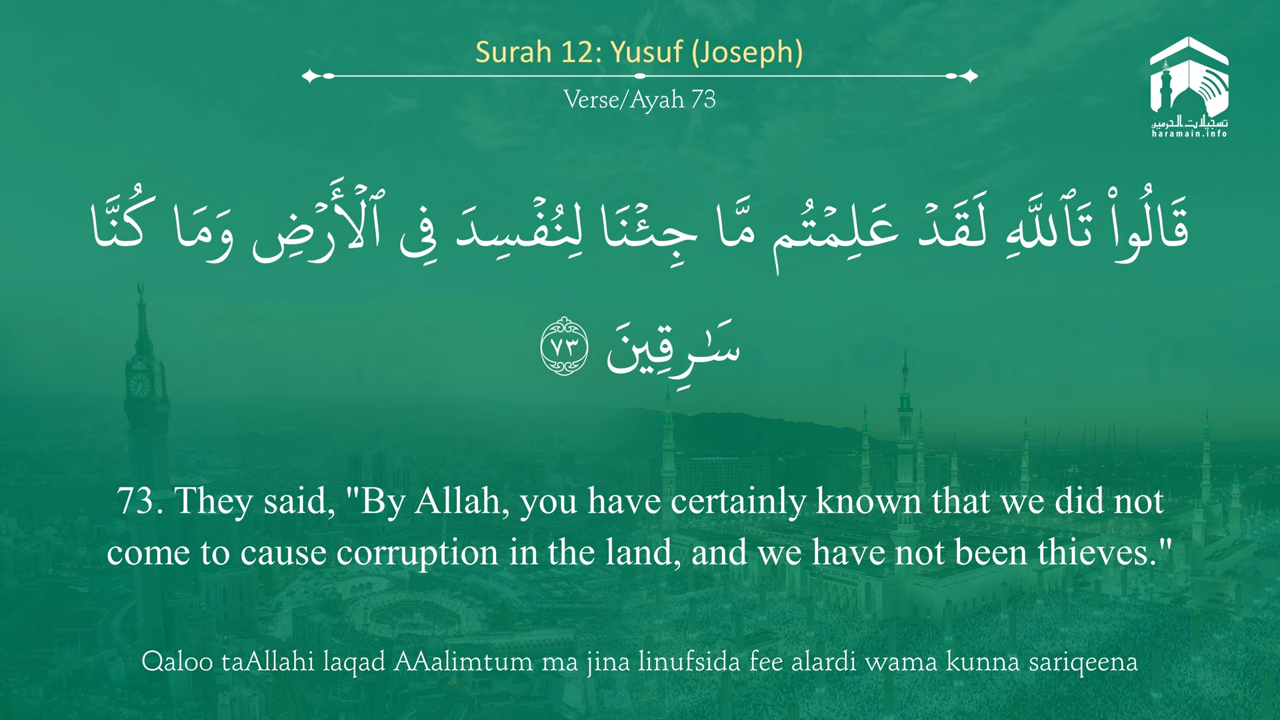 Surah 12: Yusuf (Joseph)
Verse/Ayah 73
تسجيلات الحرمين
haramain.info
قَالُوا۟ تَٱللَّهِ لَقَدْ عَلِمْتُم مَّا جِئْنَا لِنُفْسِدَ فِى ٱلْأَرْضِ وَمَا كُنَّا
سَـٰرِقِينَ ٧٣
73. They said, "By Allah, you have certainly known that we did not
come to cause corruption in the land, and we have not been thieves."
Qaloo taAllahi laqad AAalimtum ma jina linufsida fee alardi wama kunna sariqeena